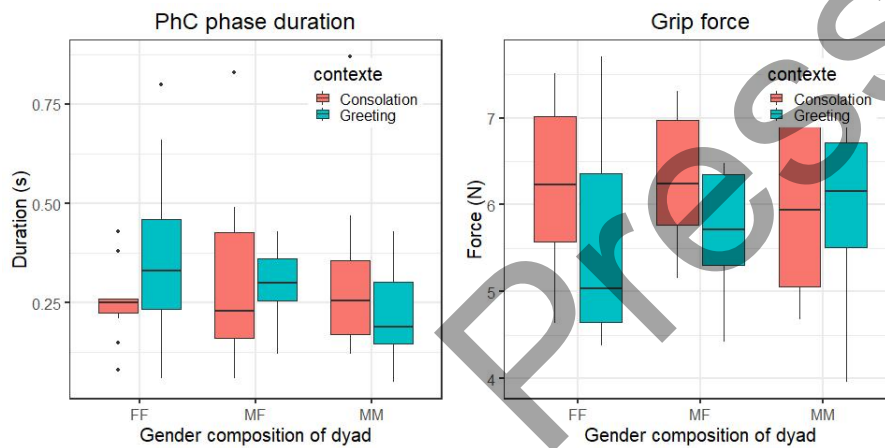 PhC phase duration
Duration (s)
0.75
0.50
0.25
contexte
Consolation
Greeting
FF MF MM
Gender composition of dyad
Grip force
Force (N)
7
6
5
4
contexte
Consolation
Greeting
FF MF MM
Gender composition of dyad
Press